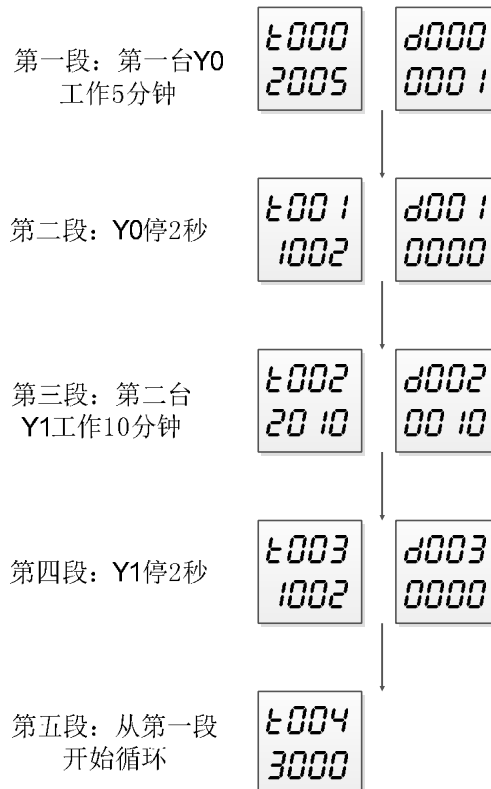 第一段：第一台Y0
工作5分钟
t000
2005
d000
0001
第二段：Y0停2秒
t001
1002
d001
0000
第三段：第二台
Y1工作10分钟
t002
2010
d002
0010
第四段：Y1停2秒
t003
1002
d003
0000
第五段：从第一段
开始循环
t004
3000